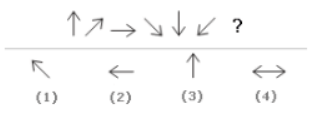 ↑ ↗ → ↘ ↓ ↙ ?
↖ ← ↑ ↔
(1) (2) (3) (4)